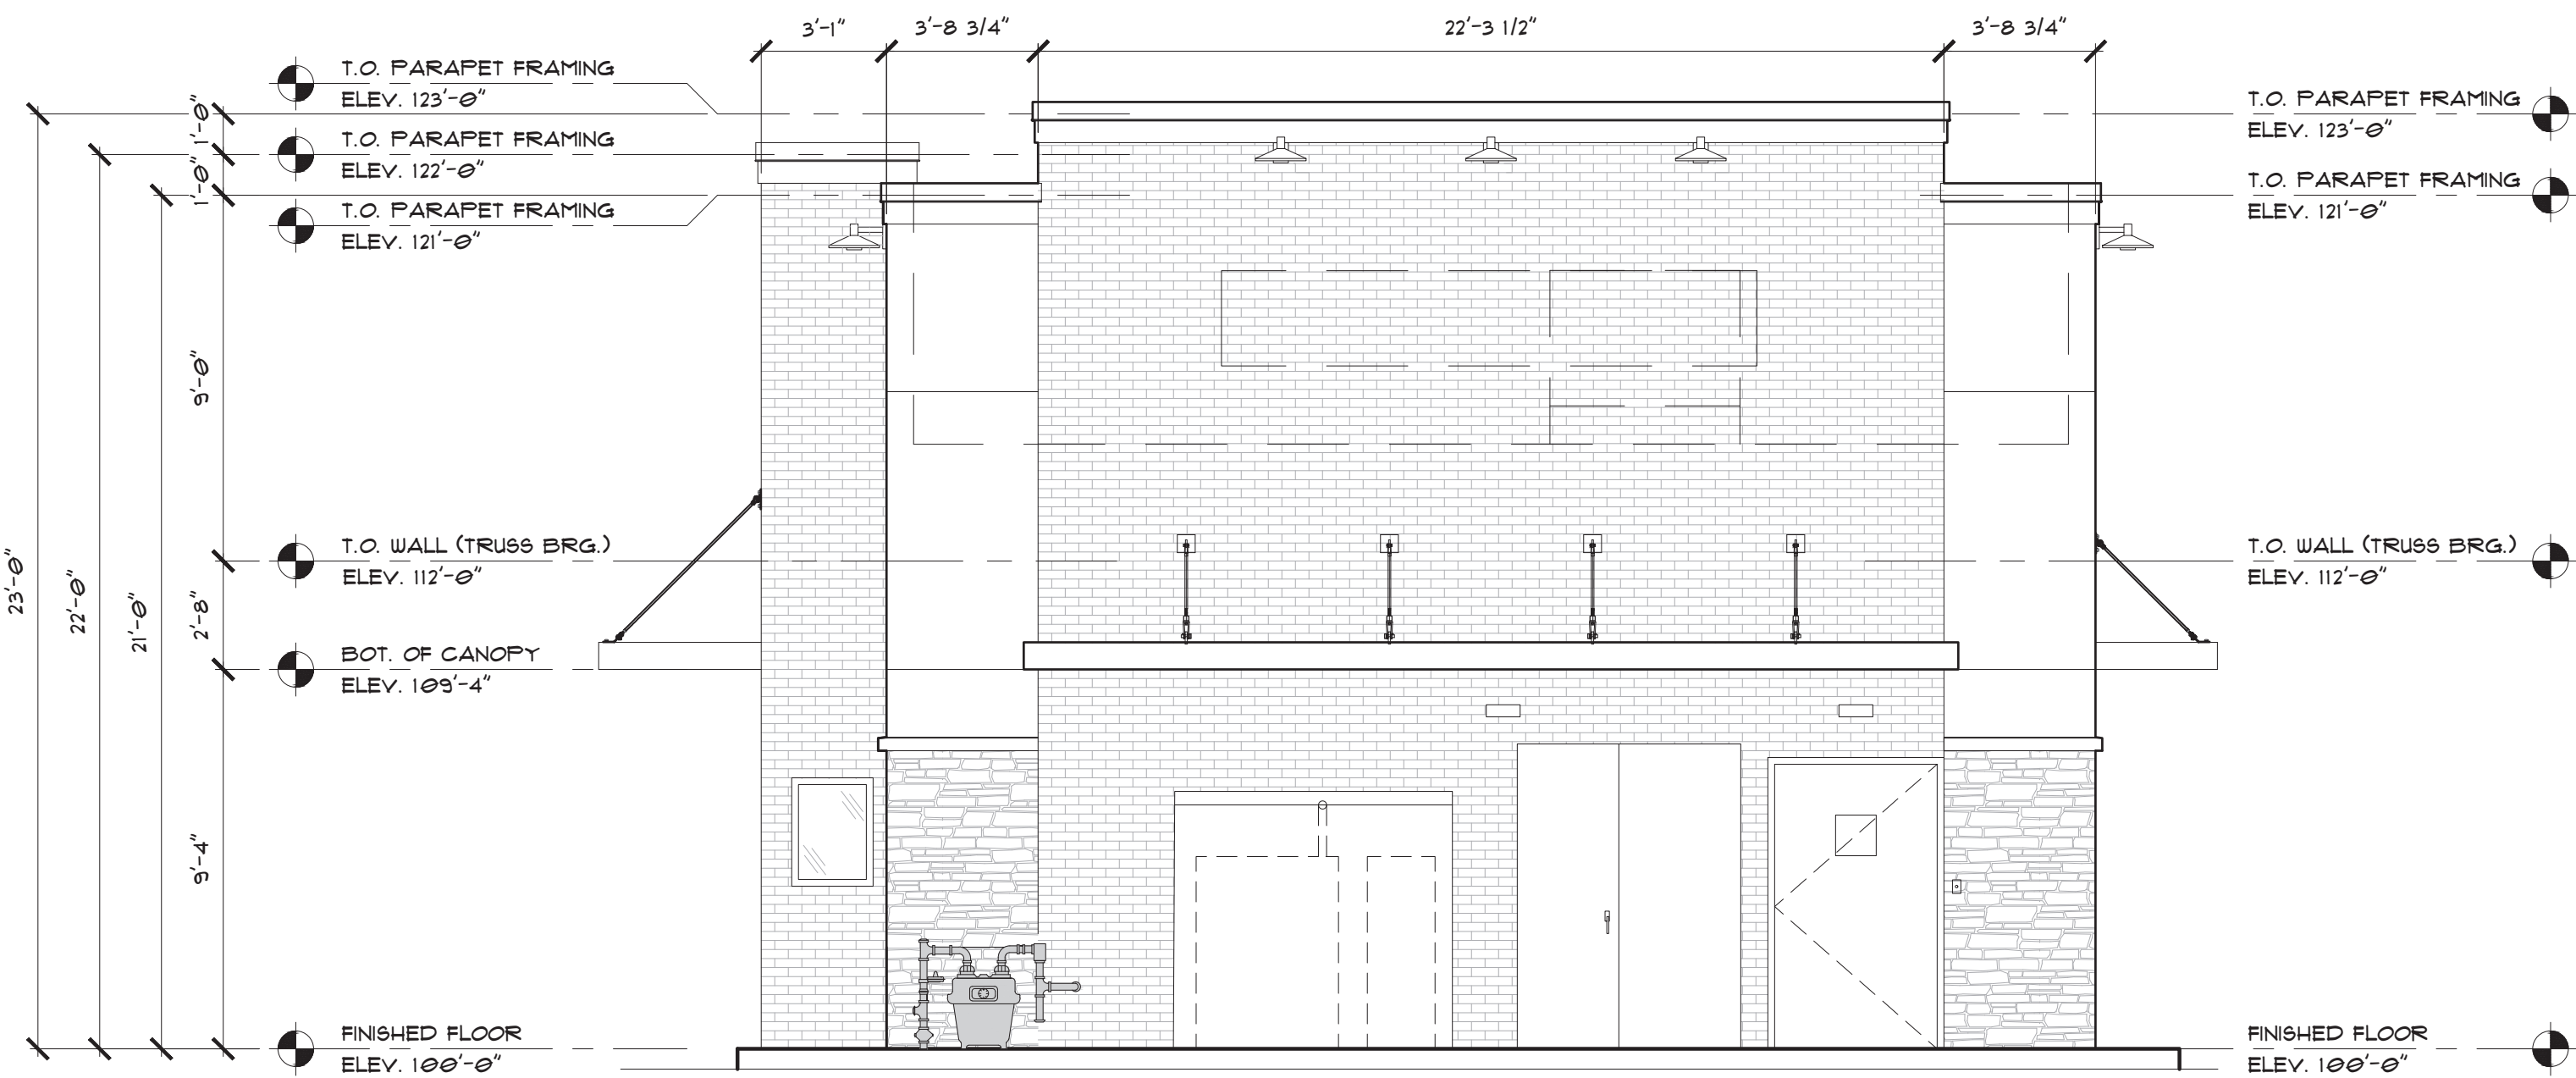 3'-1" 3'-8 3/4" 22'-3 1/2" 3'-8 3/4"
T.O. PARAPET FRAMING
ELEV. 123'-0"
T.O. PARAPET FRAMING
ELEV. 122'-0"
T.O. PARAPET FRAMING
ELEV. 121'-0"
T.O. WALL (TRUSS BRG.)
ELEV. 112'-0"
BOT. OF CANOPY
ELEV. 109'-4"
FINISHED FLOOR
ELEV. 100'-0"
23'-0"
22'-0"
21'-0"
1'-0"
1'-0"
9'-0"
2'-8"
9'-4"
T.O. PARAPET FRAMING
ELEV. 123'-0"
T.O. PARAPET FRAMING
ELEV. 121'-0"
T.O. WALL (TRUSS BRG.)
ELEV. 112'-0"
FINISHED FLOOR
ELEV. 100'-0"